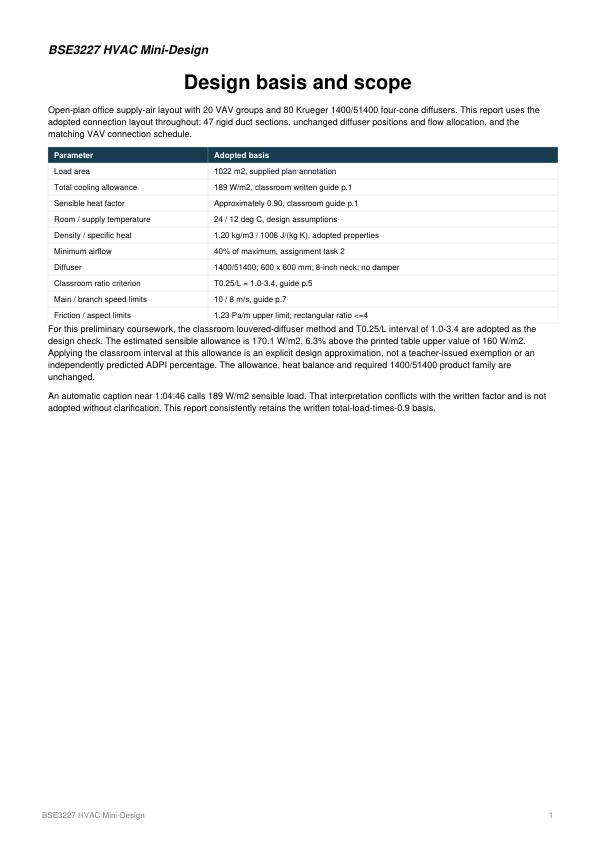 BSE3227 HVAC Mini-Design
Design basis and scope
Open-plan office supply-air layout with 20 VAV groups and 80 Krueger 1400/51400 four-cone diffusers. This report uses the
adopted connection layout throughout: 47 rigid duct sections, unchanged diffuser positions and flow allocation, and the
matching VAV connection schedule.
Parameter Adopted basis
Load area 1022 m2, supplied plan annotation
Total cooling allowance 189 W/m2, classroom written guide p.1
Sensible heat factor Approximately 0.90, classroom guide p.1
Room / supply temperature 24 / 12 deg C, design assumptions
Density / specific heat 1.20 kg/m3 / 1006 J/(kg K), adopted properties
Minimum airflow 40% of maximum, assignment task 2
Diffuser 1400/51400; 600 x 600 mm; 8-inch neck; no damper
Classroom ratio criterion T0.25/L = 1.0-3.4, guide p.5
Main / branch speed limits 10 / 8 m/s, guide p.7
Friction / aspect limits 1.23 Pa/m upper limit; rectangular ratio <=4
For this preliminary coursework, the classroom louvered-diffuser method and T0.25/L interval of 1.0-3.4 are adopted as the
design check. The estimated sensible allowance is 170.1 W/m2, 6.3% above the printed table upper value of 160 W/m2.
Applying the classroom interval at this allowance is an explicit design approximation, not a teacher-issued exemption or an
independently predicted ADPI percentage. The allowance, heat balance and required 1400/51400 product family are
unchanged.
An automatic caption near 1:04:46 calls 189 W/m2 sensible load. That interpretation conflicts with the written factor and is not
adopted without clarification. This report consistently retains the written total-load-times-0.9 basis.
BSE3227 HVAC Mini-Design 1